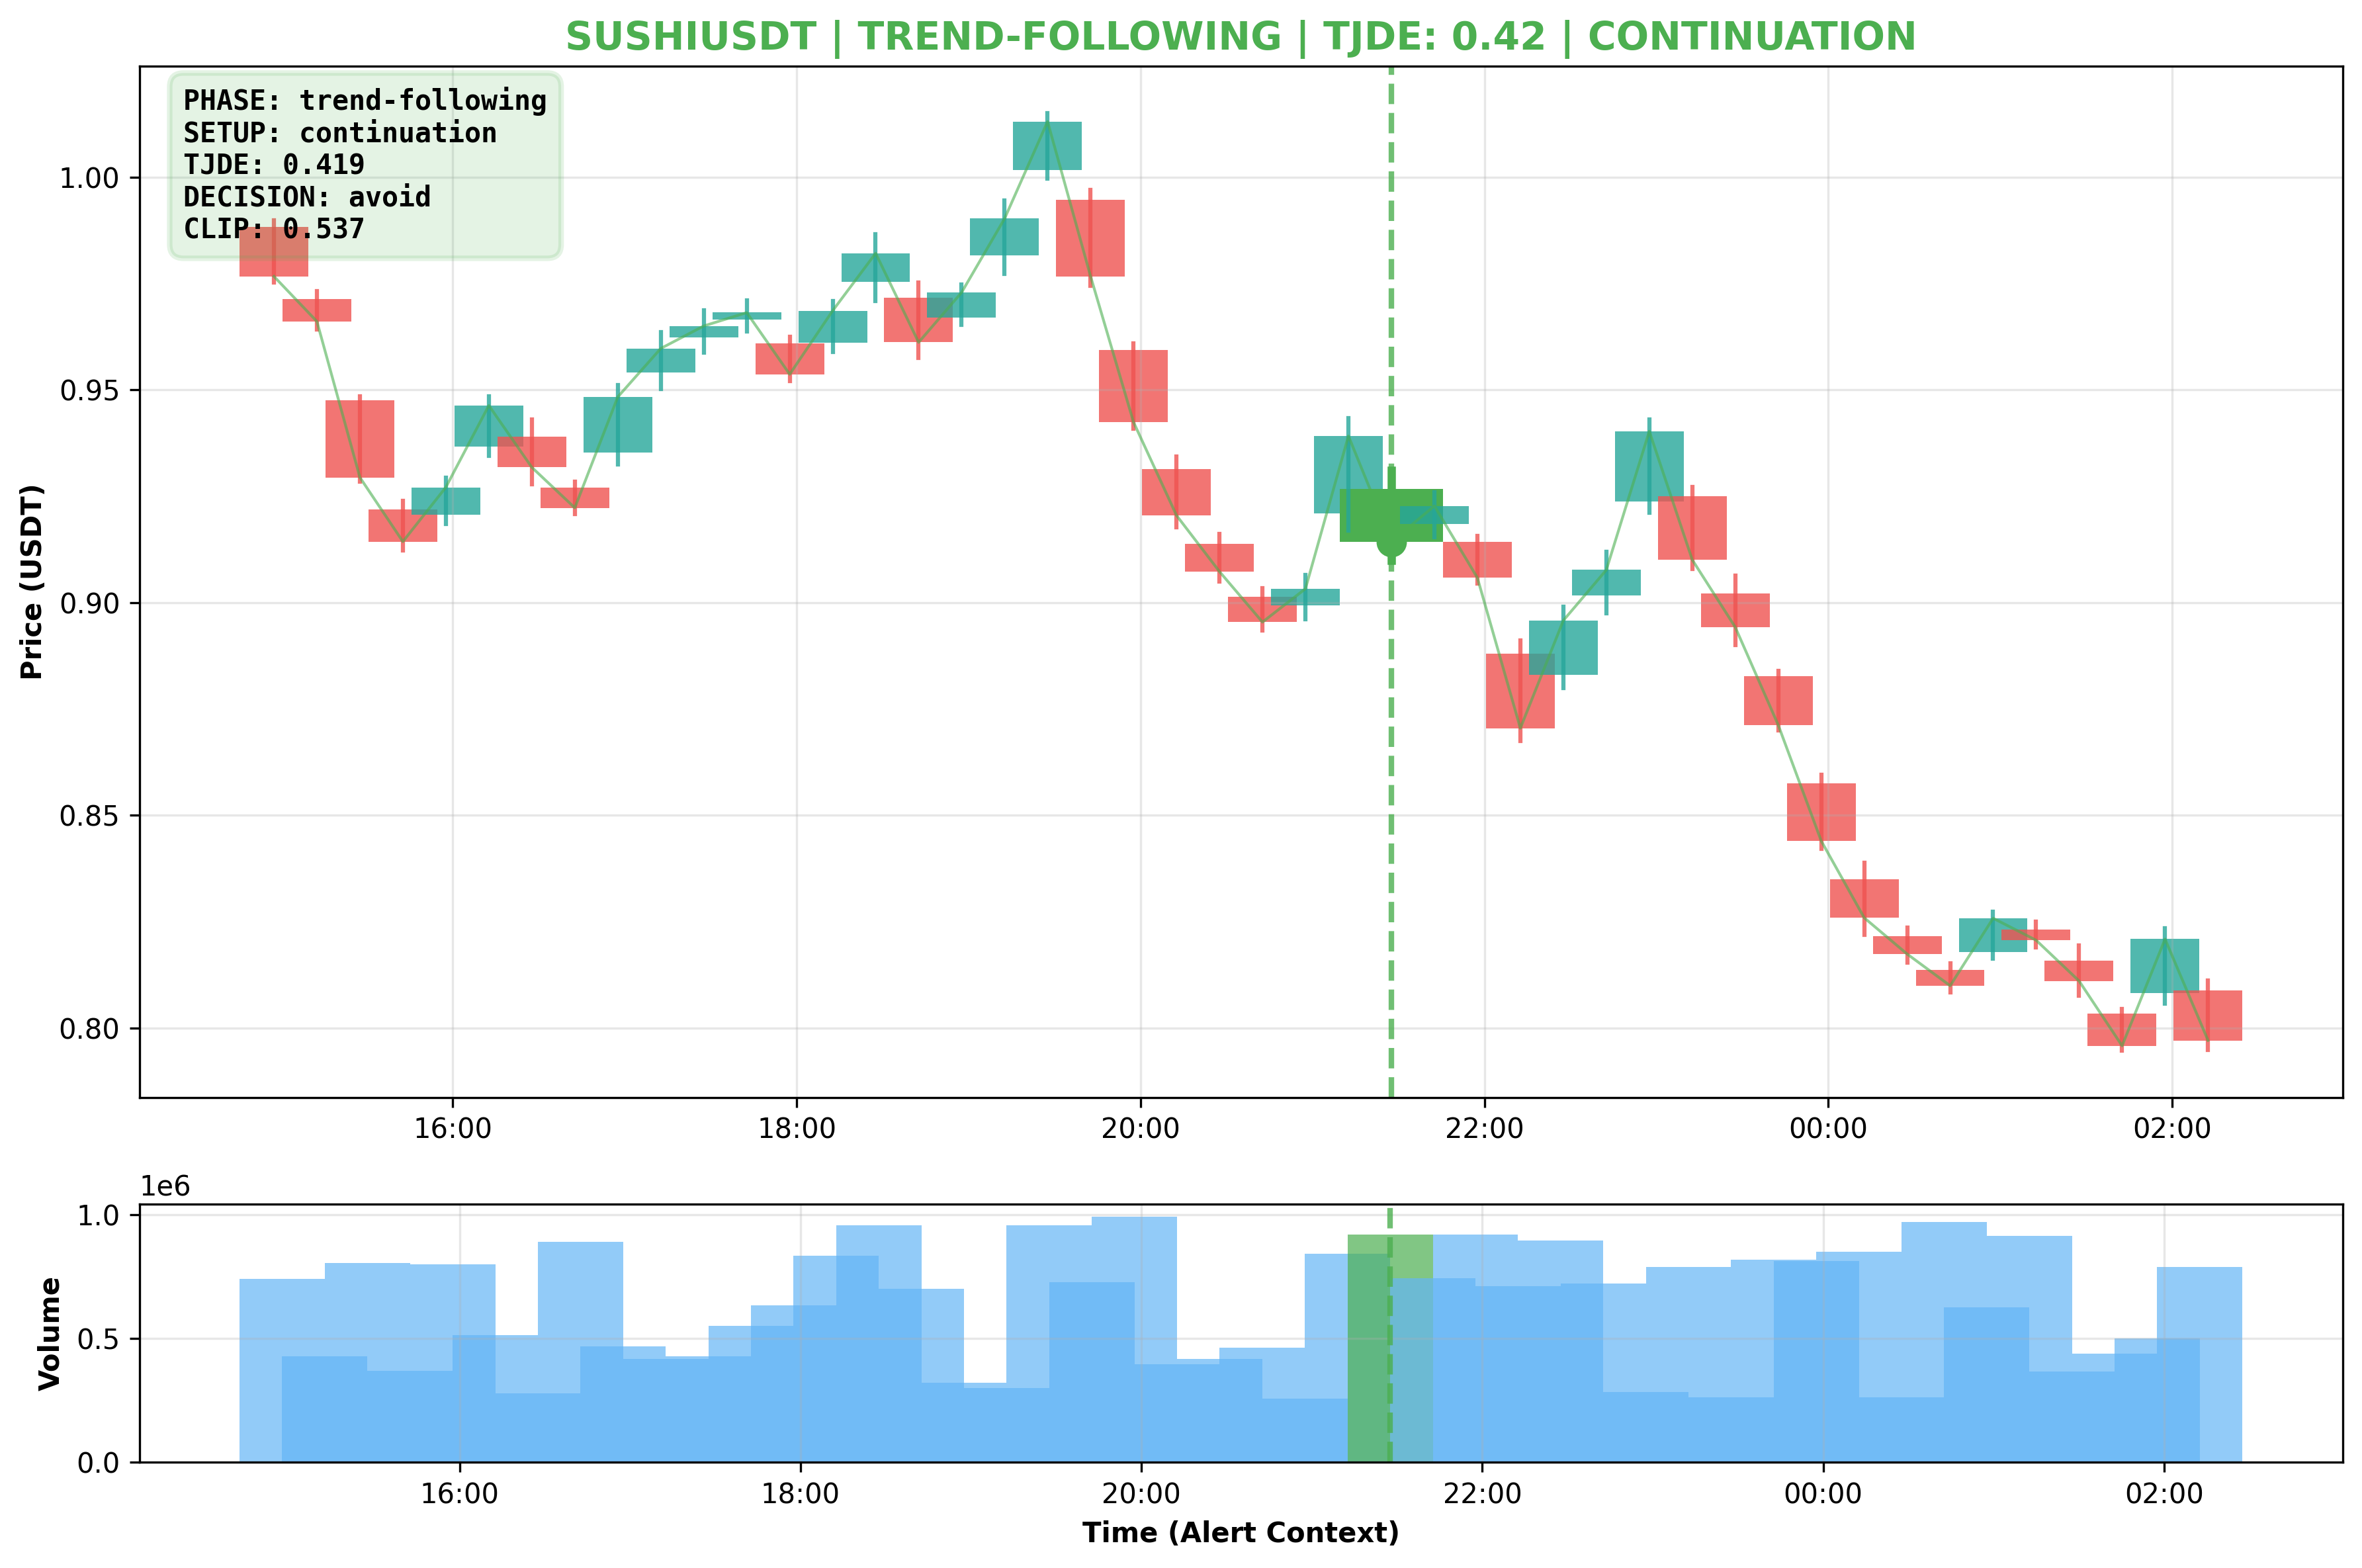 SUSHIUSDT | TREND-FOLLOWING | TJDE: 0.42 | CONTINUATION
PHASE: trend-following
SETUP: continuation
TJDE: 0.419
DECISION: avoid
CLIP: 0.537
Price (USDT)
1.00
0.95
0.90
0.85
0.80
16:00
18:00
20:00
22:00
00:00
02:00
1e6
Volume
1.0
0.5
0.0
16:00
18:00
20:00
22:00
00:00
02:00
Time (Alert Context)